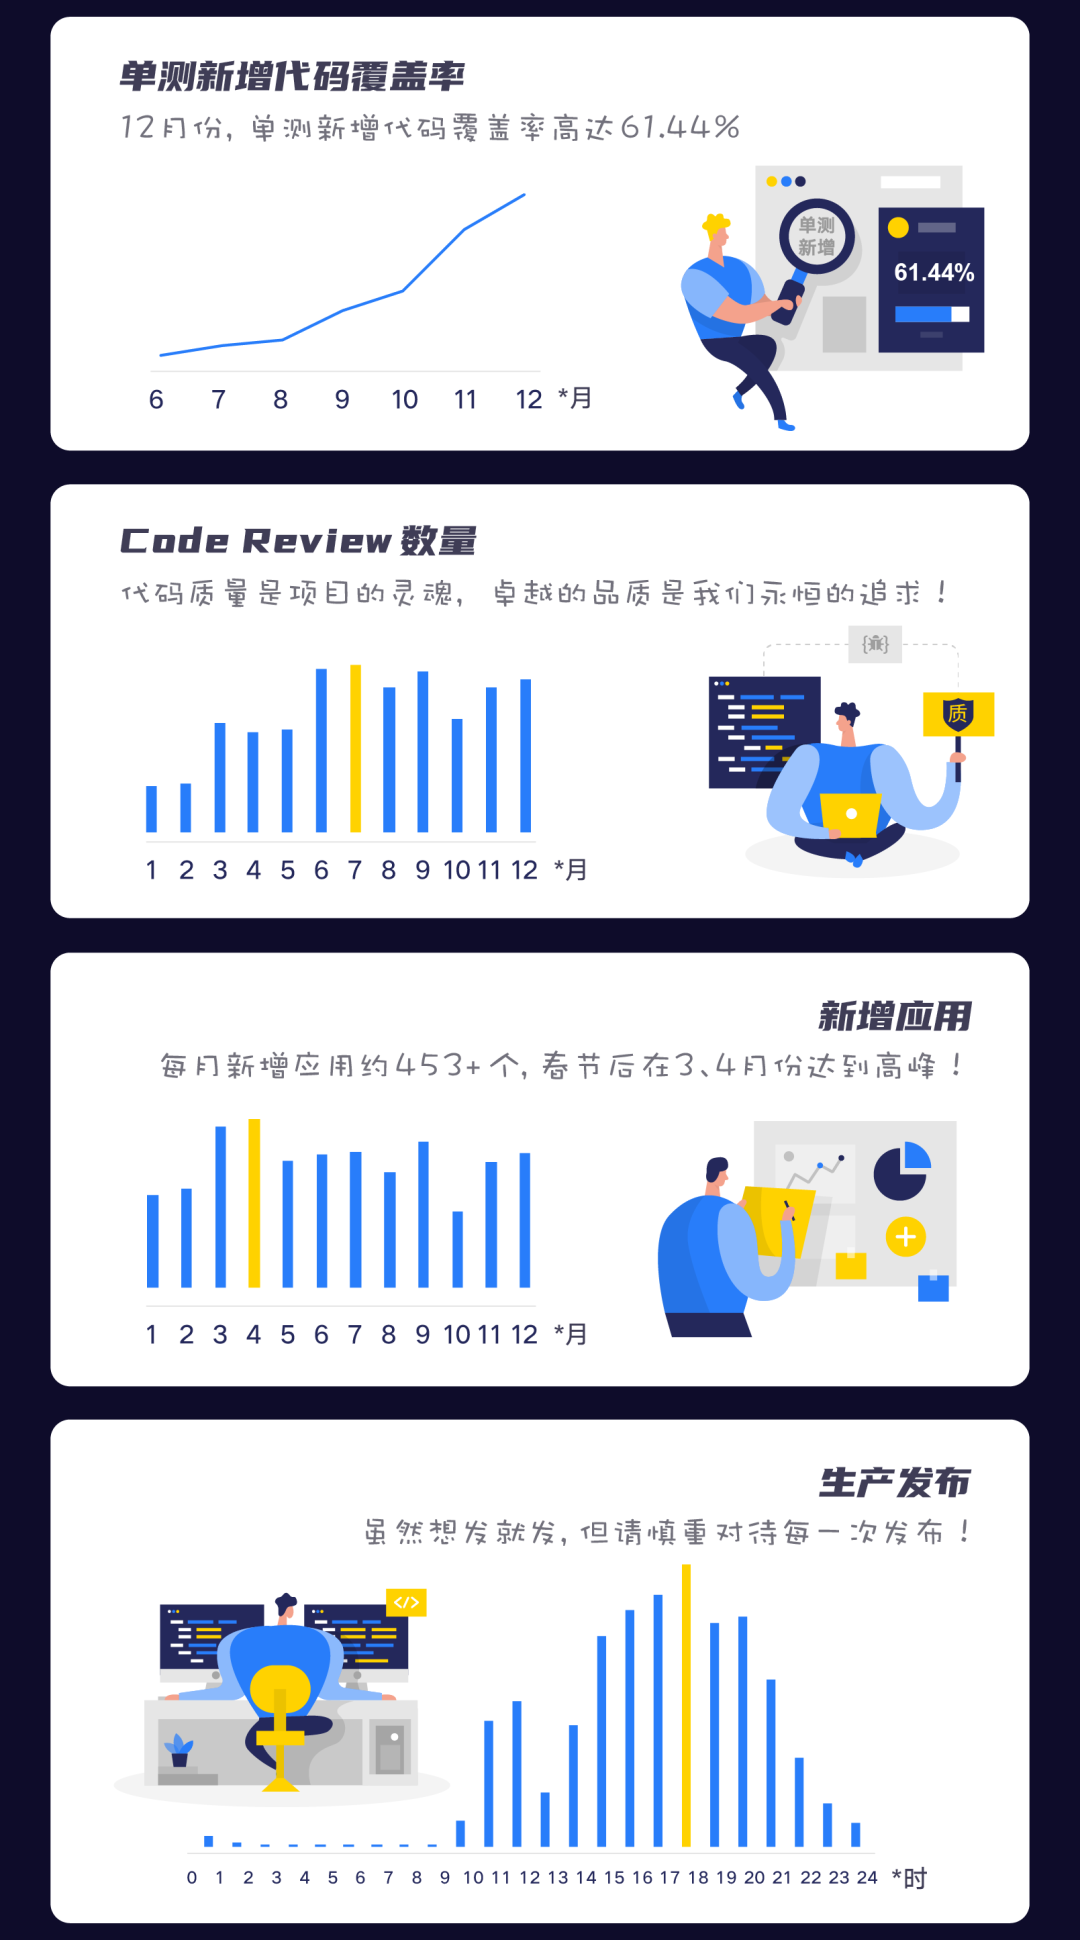 单测新增代码覆盖率
12月份, 单测新增代码覆盖率高达61.44%
单测
新增
61.44%
6 7 8 9 10 11 12 *月
Code Review 数量
代码质量是项目的灵魂, 卓越的品质是我们永恒的追求！
质
1 2 3 4 5 6 7 8 9 10 11 12 *月
新增应用
每月新增应用约453+个, 春节后在3、4月份达到高峰！
1 2 3 4 5 6 7 8 9 10 11 12 *月
生产发布
虽然想发就发, 但请慎重对待每一次发布！
</>
0 1 2 3 4 5 6 7 8 9 10 11 12 13 14 15 16 17 18 19 20 21 22 23 24 *时